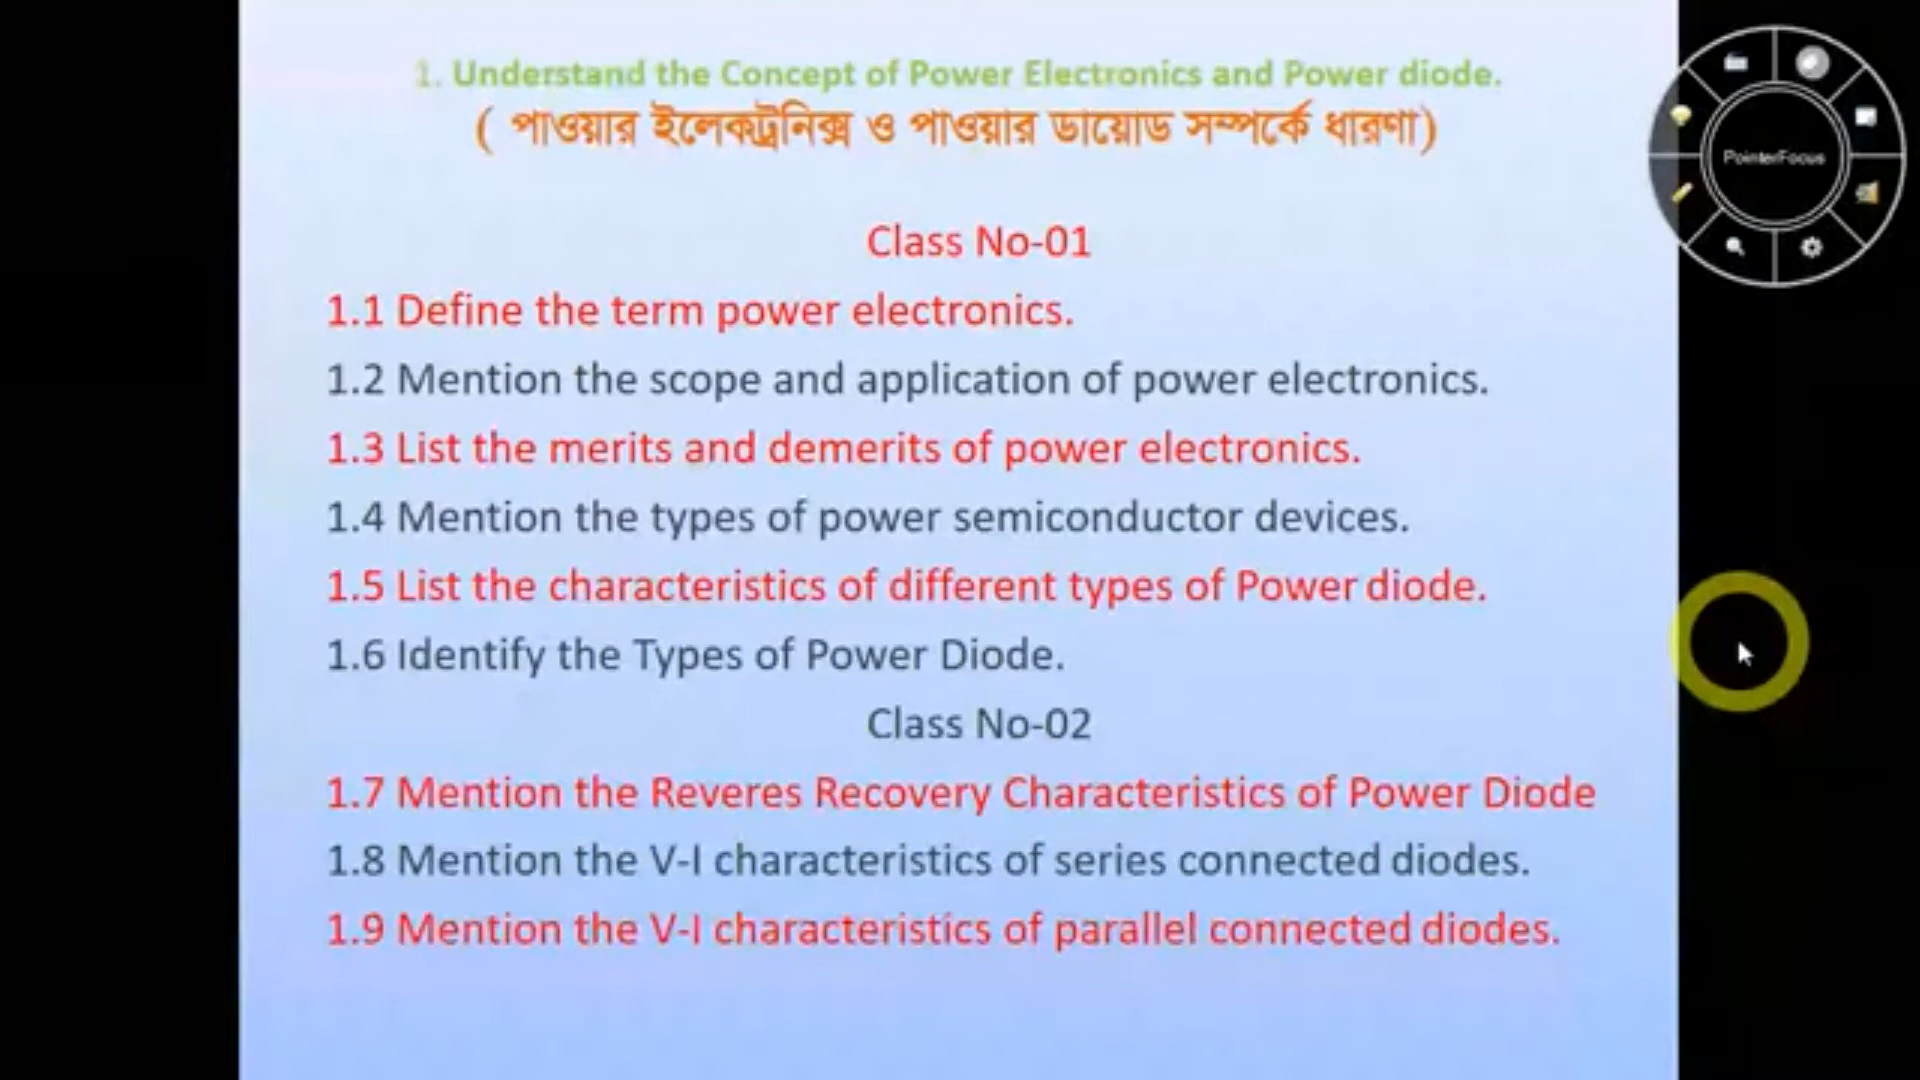 1. Understand the Concept of Power Electronics and Power diode.
( পাওয়ার ইলেকট্রনিক্স ও পাওয়ার ডায়োড সম্পর্কে ধারণা)
Class No-01
1.1 Define the term power electronics.
1.2 Mention the scope and application of power electronics.
1.3 List the merits and demerits of power electronics.
1.4 Mention the types of power semiconductor devices.
1.5 List the characteristics of different types of Power diode.
1.6 Identify the Types of Power Diode.
Class No-02
1.7 Mention the Reveres Recovery Characteristics of Power Diode
1.8 Mention the V-I characteristics of series connected diodes.
1.9 Mention the V-I characteristics of parallel connected diodes.
PointerFocus